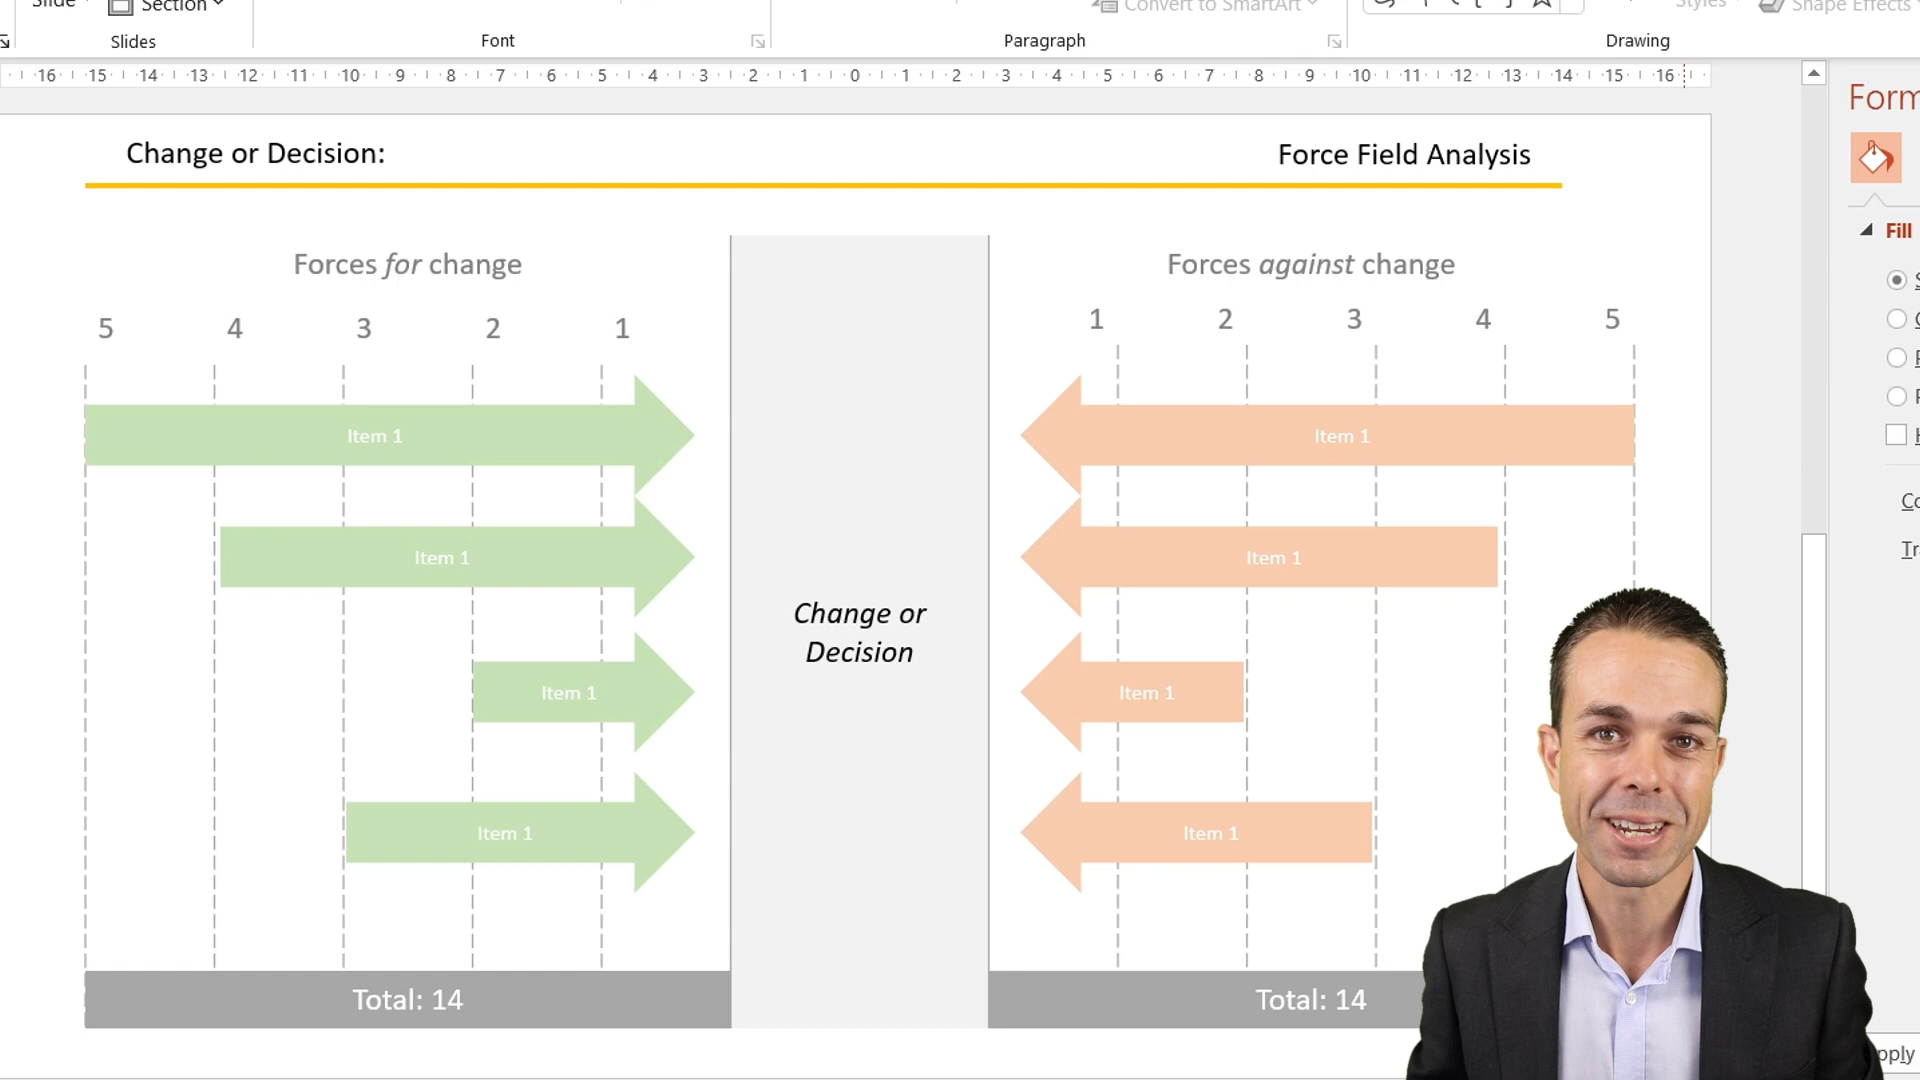 Section
Convert to SmartArt
Styles
Shape Effects
Slides
Font
Paragraph
Drawing
16 15 14 13 12 11 10 9 8 7 6 5 4 3 2 1 0 1 2 3 4 5 6 7 8 9 10 11 12 13 14 15 16
Change or Decision:
Force Field Analysis
Fill
Forces for change
Forces against change
5 4 3 2 1
1 2 3 4 5
Item 1
Item 1
Item 1
Item 1
Change or
Decision
Item 1
Item 1
Item 1
Item 1
Total: 14
Total: 14